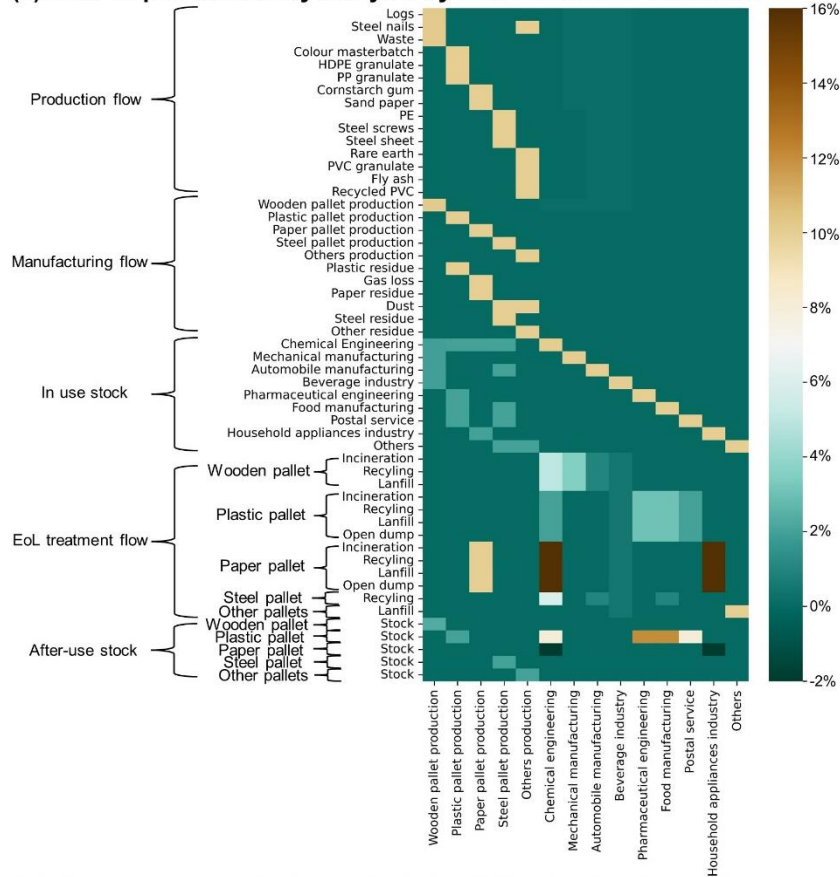 Logs
Steel nails
Waste
Colour masterbatch
HDPE granulate
PP granulate
Production flow
Cornstarch gum
Sand paper
PE
Steel screws
Steel sheet
Rare earth
PVC granulate
Fly ash
Recycled PVC
Wooden pallet production
Plastic pallet production
Paper pallet production
Steel pallet production
Manufacturing flow
Others production
Plastic residue
Gas loss
Paper residue
Dust
Steel residue
Other residue
Chemical Engineering
Mechanical manufacturing
Automobile manufacturing
Beverage industry
In use stock
Pharmaceutical engineering
Food manufacturing
Postal service
Household appliances industry
Others
EoL treatment flow
Wooden pallet
Incineration
Recyling
Lanfill
Plastic pallet
Incineration
Recyling
Lanfill
Open dump
Paper pallet
Incineration
Recyling
Lanfill
Open dump
Steel pallet
Recyling
Other pallets
Lanfill
After-use stock
Wooden pallet
Stock
Plastic pallet
Stock
Paper pallet
Stock
Steel pallet
Stock
Other pallets
Stock
16%
14%
12%
10%
8%
6%
4%
2%
0%
-2%
Wooden pallet production
Plastic pallet production
Paper pallet production
Steel pallet production
Others production
Chemical engineering
Mechanical manufacturing
Automobile manufacturing
Beverage industry
Pharmaceutical engineering
Food manufacturing
Postal service
Household appliances industry
Others